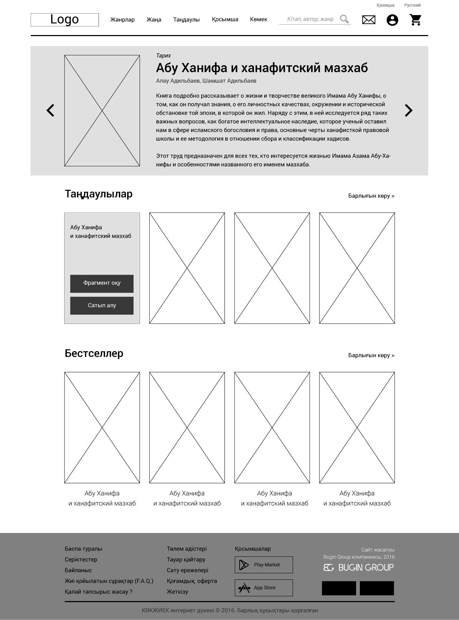 Қазақша Русский
Logo Жанрлар Жаңа Таңдаулы Қосымша Көмек Кітап, автор, жанр
Тарих
Абу Ханифа и ханафитский мазхаб
Алау Адильбаев, Шамшат Адильбаев
Книга подробно рассказывает о жизни и творчестве великого Имама Абу Ханифы, о
том, как он получал знания, о его личностных качествах, окружении и исторической
обстановке той эпохи, в которой он жил. Наряду с этим, в ней исследуется ряд таких
важных вопросов, как богатое интеллектуальное наследие, которое ученый оставил
нам в сфере исламского богословия и права, основные черты ханафисткой правовой
школы и ее методология в отношении сбора и классификации хадисов.
Этот труд предназначен для всех тех, кто интересуется жизнью Имама Азама Абу-Ха-
нифы и особенностями названного его именем мазхаба.
Таңдаулылар Барлығын көру »
Абу Ханифа
и ханафитский мазхаб
Фрагмент оқу
Сатып алу
Бестселлер Барлығын көру »
Абу Ханифа Абу Ханифа Абу Ханифа Абу Ханифа
и ханафитский мазхаб и ханафитский мазхаб и ханафитский мазхаб и ханафитский мазхаб
Баспа туралы Төлем әдістері Қосымшалар Сайт жасалуы
Серіктестер Тауар қайтару Bugin Group компаниясы, 2016
Байланыс Сату ережелері Play Market BUGIN GROUP
Жиі қойылатын сұрақтар (F.A.Q.) Қоғамдық оферта
Қалай тапсырыс жасау ? Жеткізу App Store
КӨКЖИЕК интернет дүкені © 2016. Барлық құқықтары қорғалған